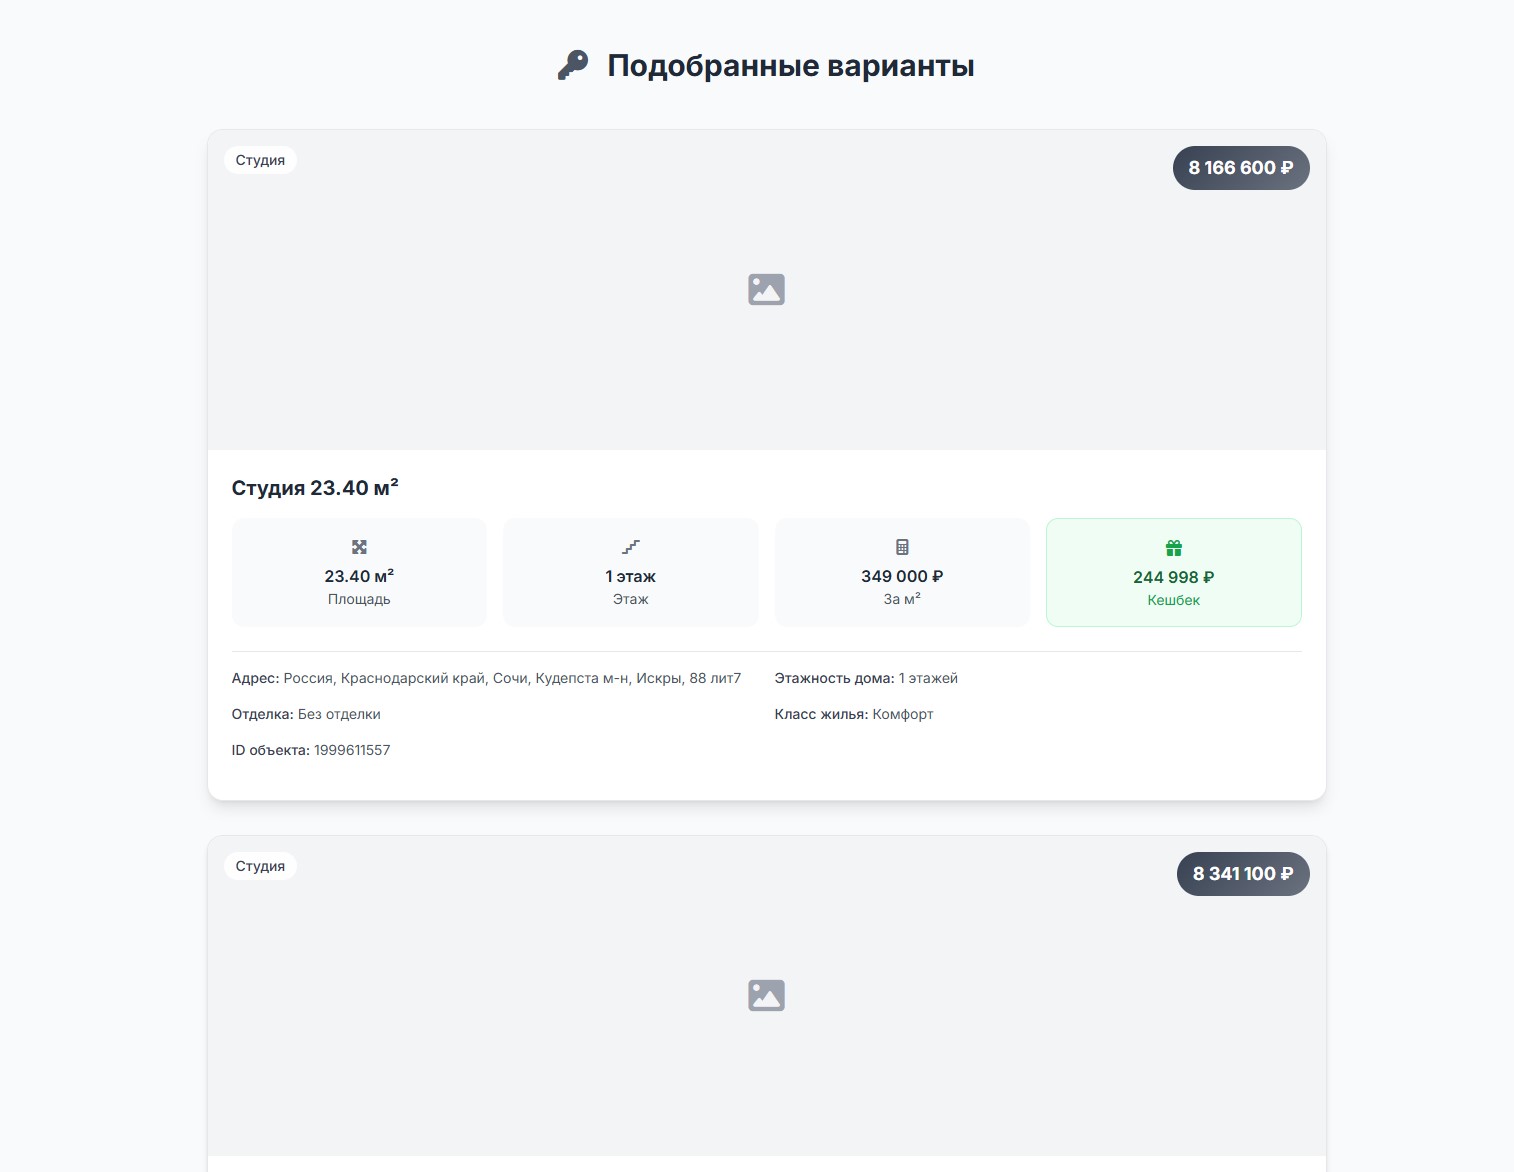 Подобранные варианты
Студия
8 166 600 ₽
Студия 23.40 м²
23.40 м²
Площадь
1 этаж
Этаж
349 000 ₽
За м²
244 998 ₽
Кешбек
Адрес: Россия, Краснодарский край, Сочи, Кудепста м-н, Искры, 88 лит7
Этажность дома: 1 этажей
Отделка: Без отделки
Класс жилья: Комфорт
ID объекта: 1999611557
Студия
8 341 100 ₽